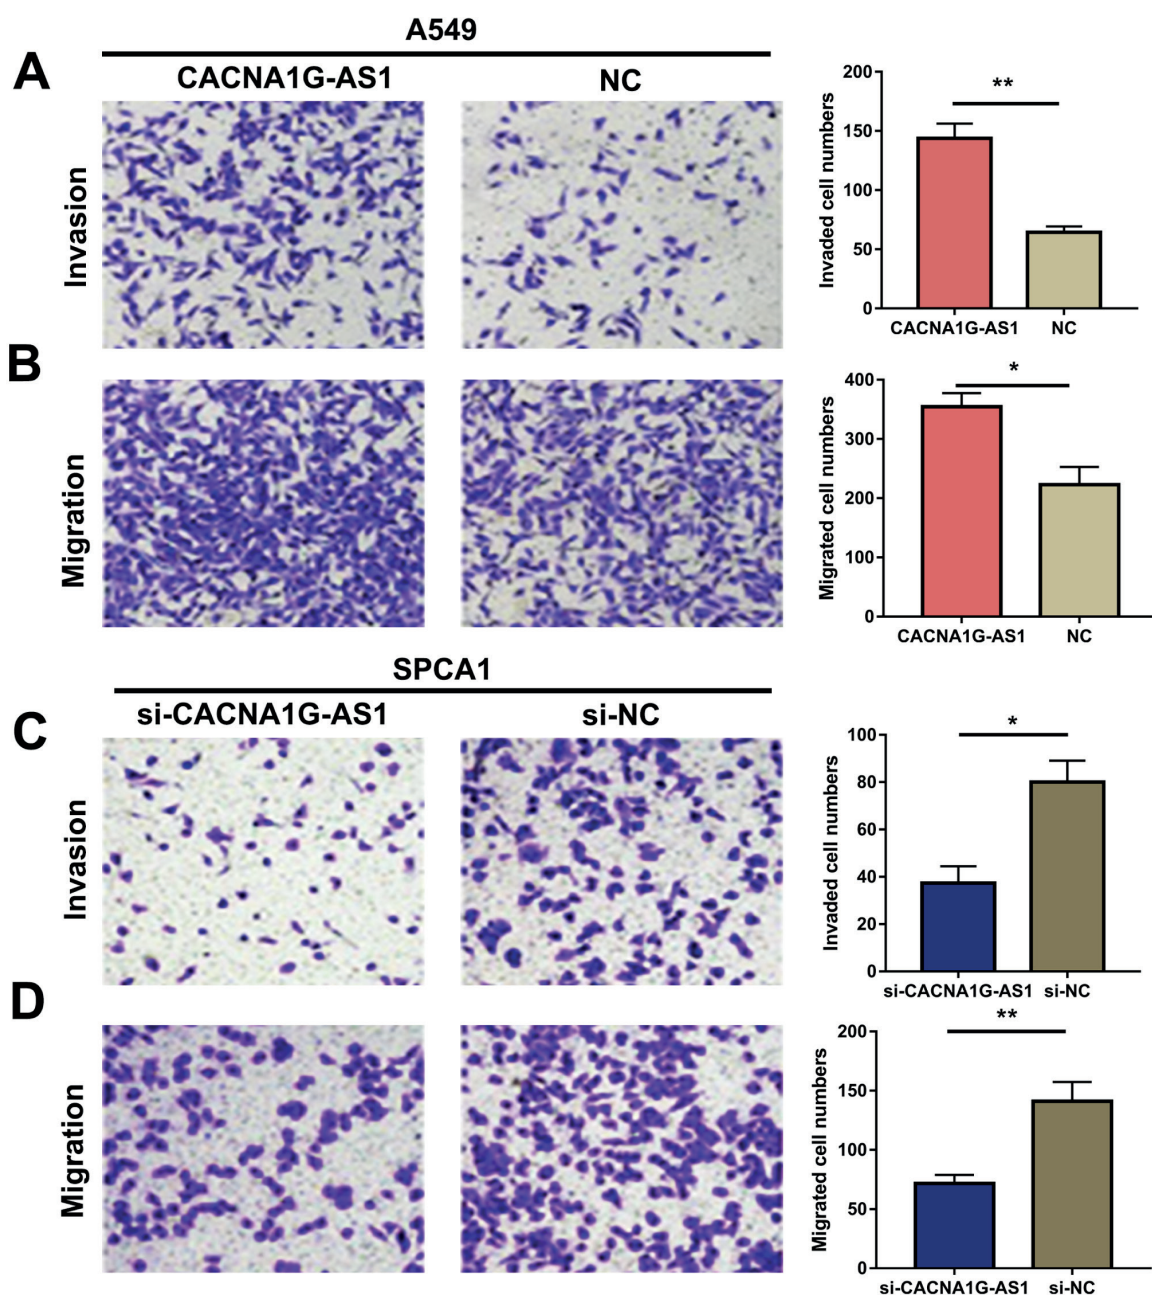 A549
A
CACNA1G-AS1
NC
Invasion
Invaded cell numbers
200
150
100
50
0
**
CACNA1G-AS1
NC
B
Migration
Migrated cell numbers
400
300
200
100
0
*
CACNA1G-AS1
NC
SPCA1
C
si-CACNA1G-AS1
si-NC
Invasion
Invaded cell numbers
100
80
60
40
20
0
*
si-CACNA1G-AS1
si-NC
D
Migration
Migrated cell numbers
200
150
100
50
0
**
si-CACNA1G-AS1
si-NC